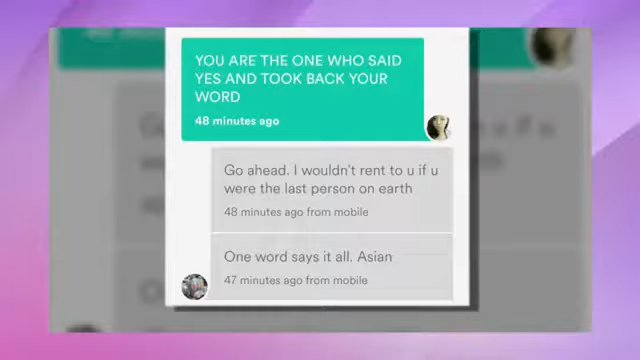 YOU ARE THE ONE WHO SAID
YES AND TOOK BACK YOUR
WORD
48 minutes ago
Go ahead. I wouldn't rent to u if u
were the last person on earth
48 minutes ago from mobile
One word says it all. Asian
47 minutes ago from mobile